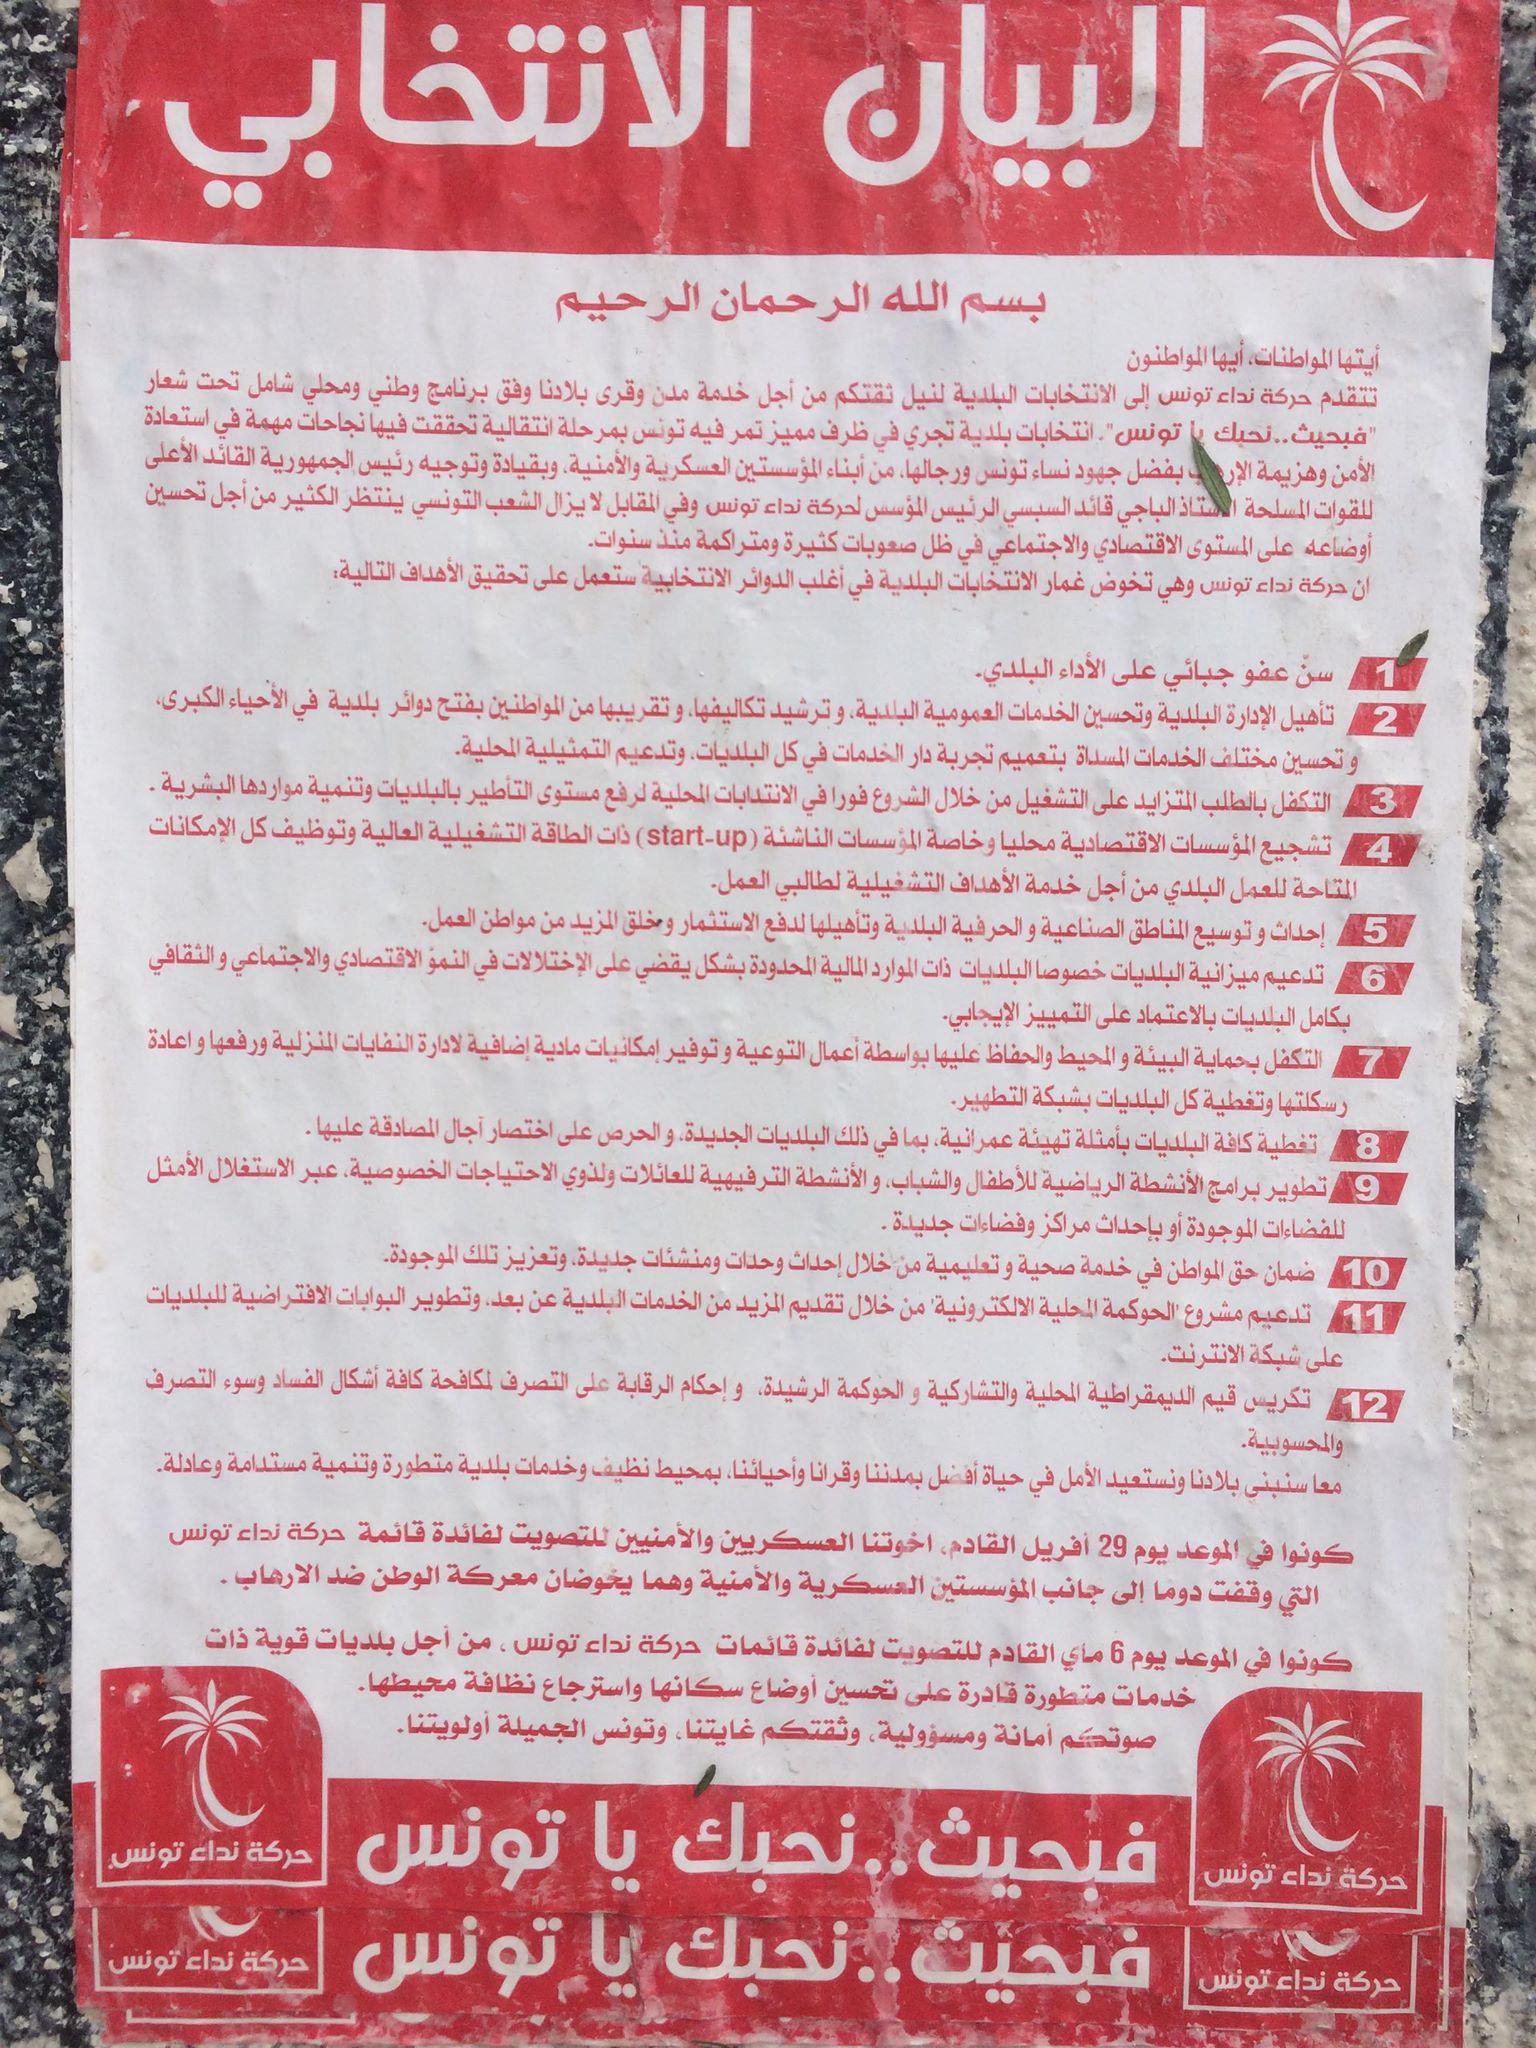 البيان الانتخابي
بسم الله الرحمان الرحيم
أيتها المواطنات، أيها المواطنون
تتقدم حركة نداء تونس إلى الانتخابات البلدية لنيل ثقتكم من أجل خدمة مدن وقرى بلادنا وفق برنامج وطني ومحلي شامل تحت شعار
"فبحيث..نحبك يا تونس". انتخابات بلدية تجري في ظرف مميز تمر فيه تونس بمرحلة انتقالية تحققت فيها نجاحات مهمة في استعادة
الأمن وهزيمة الإرهاب بفضل جهود نساء تونس ورجالها، من أبناء المؤسستين العسكرية والأمنية، وبقيادة وتوجيه رئيس الجمهورية القائد الأعلى
للقوات المسلحة الأستاذ الباجي قائد السبسي الرئيس المؤسس لحركة نداء تونس وفي المقابل لا يزال الشعب التونسي ينتظر الكثير من أجل تحسين
أوضاعه على المستوى الاقتصادي والاجتماعي في ظل صعوبات كثيرة ومتراكمة منذ سنوات.
ان حركة نداء تونس وهي تخوض غمار الانتخابات البلدية في أغلب الدوائر الانتخابية ستعمل على تحقيق الأهداف التالية:
1 سنّ عفو جبائي على الأداء البلدي.
2 تأهيل الإدارة البلدية وتحسين الخدمات العمومية البلدية، و ترشيد تكاليفها، و تقريبها من المواطنين بفتح دوائر بلدية في الأحياء الكبرى،
و تحسين مختلف الخدمات المسداة بتعميم تجربة دار الخدمات في كل البلديات، وتدعيم التمثيلية المحلية.
3 التكفل بالطلب المتزايد على التشغيل من خلال الشروع فورا في الانتدابات المحلية لرفع مستوى التأطير بالبلديات وتنمية مواردها البشرية .
4 تشجيع المؤسسات الاقتصادية محليا وخاصة المؤسسات الناشئة (start-up) ذات الطاقة التشغيلية العالية وتوظيف كل الإمكانات
المتاحة للعمل البلدي من أجل خدمة الأهداف التشغيلية لطالبي العمل.
5 إحداث و توسيع المناطق الصناعية و الحرفية البلدية وتأهيلها لدفع الاستثمار و خلق المزيد من مواطن العمل.
6 تدعيم ميزانية البلديات خصوصا البلديات ذات الموارد المالية المحدودة بشكل يقضي على الإختلالات في النموّ الاقتصادي والاجتماعي و الثقافي
بكامل البلديات بالاعتماد على التمييز الإيجابي.
7 التكفل بحماية البيئة و المحيط والحفاظ عليها بواسطة أعمال التوعية و توفير إمكانيات مادية إضافية لادارة النفايات المنزلية ورفعها و اعادة
رسكلتها وتغطية كل البلديات بشبكة التطهير.
8 تغطية كافة البلديات بأمثلة تهيئة عمرانية، بما في ذلك البلديات الجديدة، و الحرص على اختصار آجال المصادقة عليها .
9 تطوير برامج الأنشطة الرياضية للأطفال والشباب، و الأنشطة الترفيهية للعائلات ولذوي الاحتياجات الخصوصية، عبر الاستغلال الأمثل
للفضاءات الموجودة أو بإحداث مراكز وفضاءات جديدة .
10 ضمان حق المواطن في خدمة صحية و تعليمية من خلال إحداث وحدات ومنشئات جديدة، وتعزيز تلك الموجودة.
11 تدعيم مشروع "الحوكمة المحلية الالكترونية" من خلال تقديم المزيد من الخدمات البلدية عن بعد، وتطوير البوابات الافتراضية للبلديات
على شبكة الانترنت.
12 تكريس قيم الديمقراطية المحلية والتشاركية و الحوكمة الرشيدة، و إحكام الرقابة على التصرف لمكافحة كافة أشكال الفساد وسوء التصرف
والمحسوبية.
معا سنبني بلادنا ونستعيد الأمل في حياة أفضل بمدننا وقرانا وأحيائنا، بمحيط نظيف وخدمات بلدية متطورة وتنمية مستدامة وعادلة.
كونوا في الموعد يوم 29 أفريل القادم، اخوتنا العسكريين والأمنيين للتصويت لفائدة قائمة حركة نداء تونس
التي وقفت دوما إلى جانب المؤسستين العسكرية والأمنية وهما يخوضان معركة الوطن ضد الارهاب .
كونوا في الموعد يوم 6 ماي القادم للتصويت لفائدة قائمات حركة نداء تونس ، من أجل بلديات قوية ذات
خدمات متطورة قادرة على تحسين أوضاع سكانها واسترجاع نظافة محيطها.
صوتكم أمانة ومسؤولية، وثقتكم غايتنا، وتونس الجميلة أولويتنا.
فبحيث..نحبك يا تونس
حركة نداء تونس
حركة نداء تونس
فبحيث..نحبك يا تونس
حركة نداء تونس
حركة نداء تونس